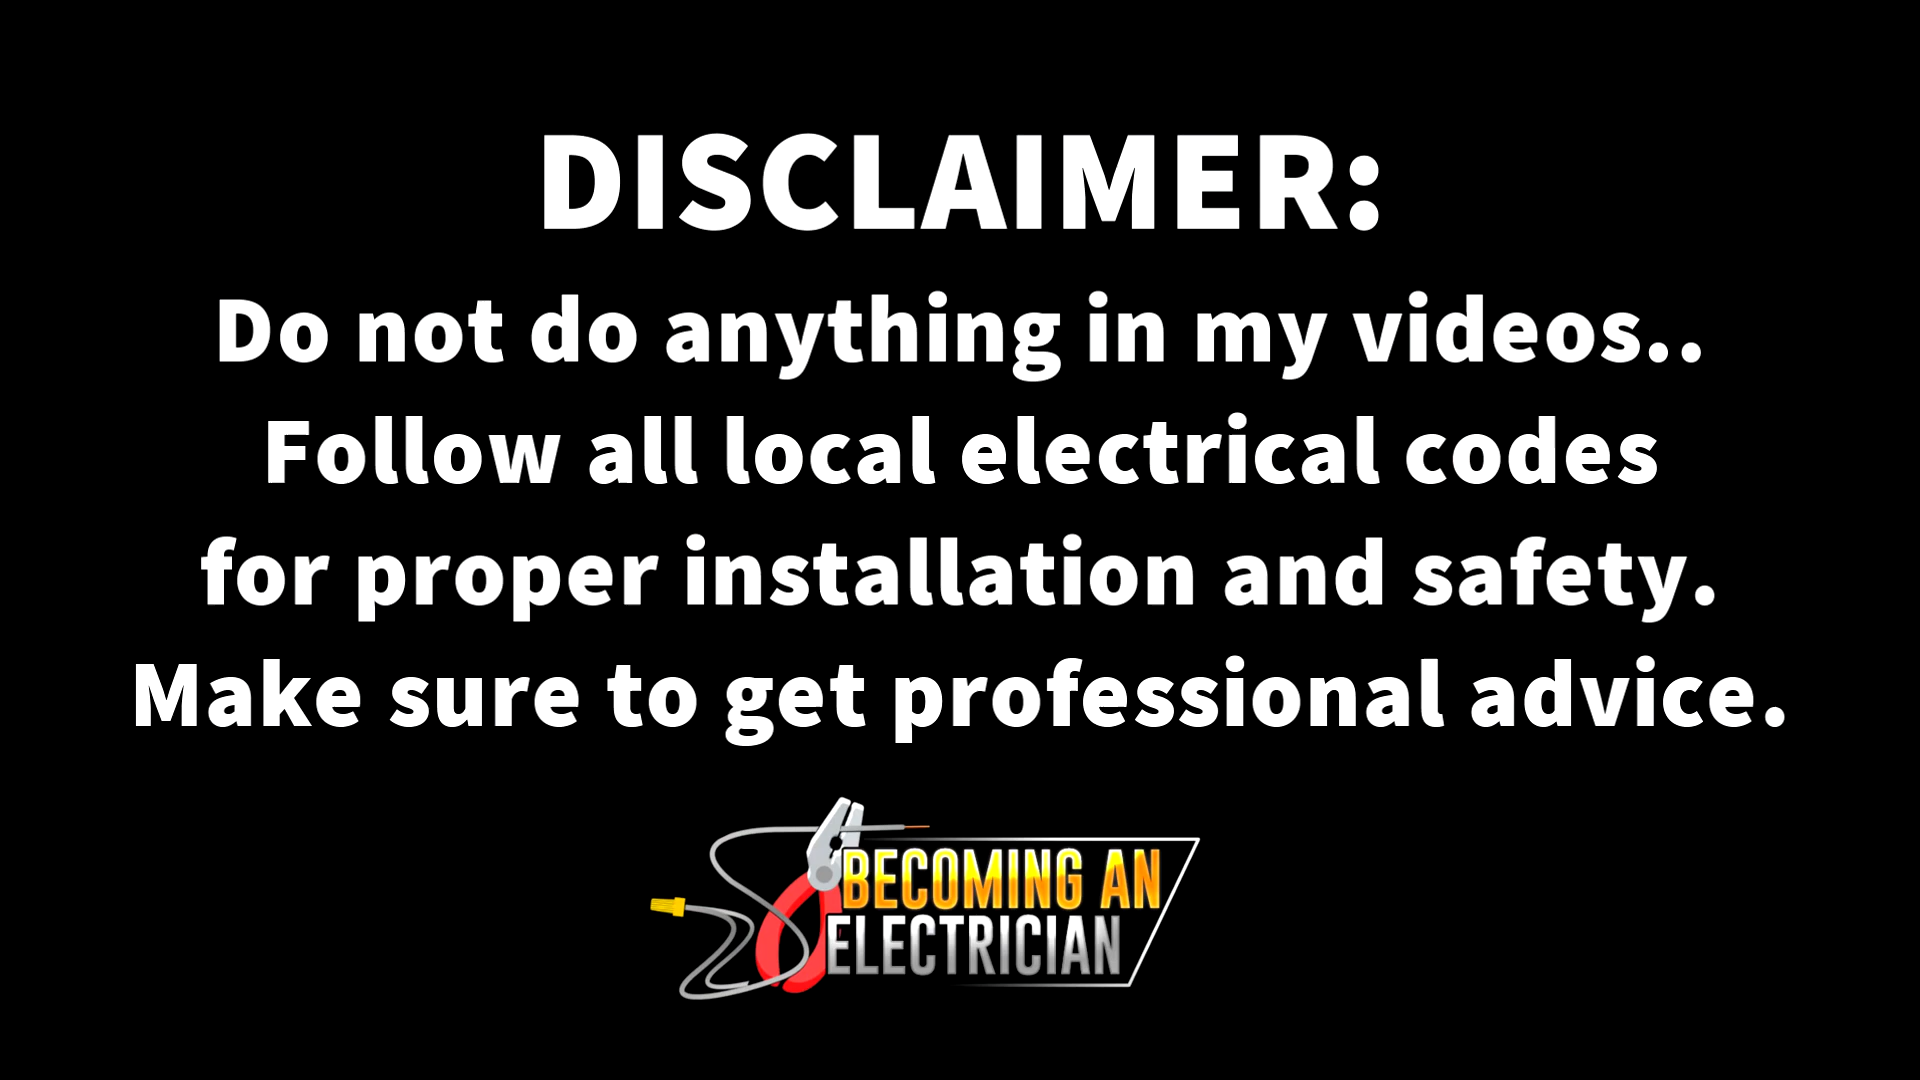 DISCLAIMER:
Do not do anything in my videos..
Follow all local electrical codes
for proper installation and safety.
Make sure to get professional advice.
BECOMING AN
ELECTRICIAN